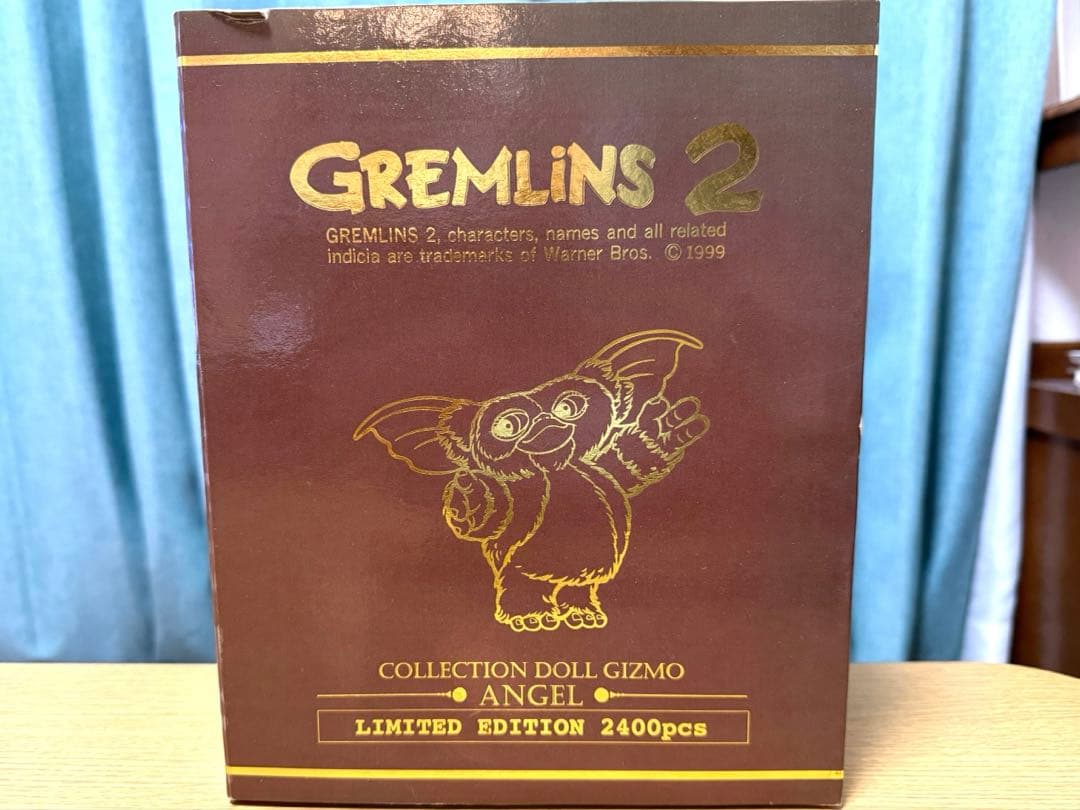 GREMLiNS 2
GREMLINS 2, characters, names and all related
indicia are trademarks of Warner Bros. © 1999
COLLECTION DOLL GIZMO
ANGEL
LIMITED EDITION 2400pcs